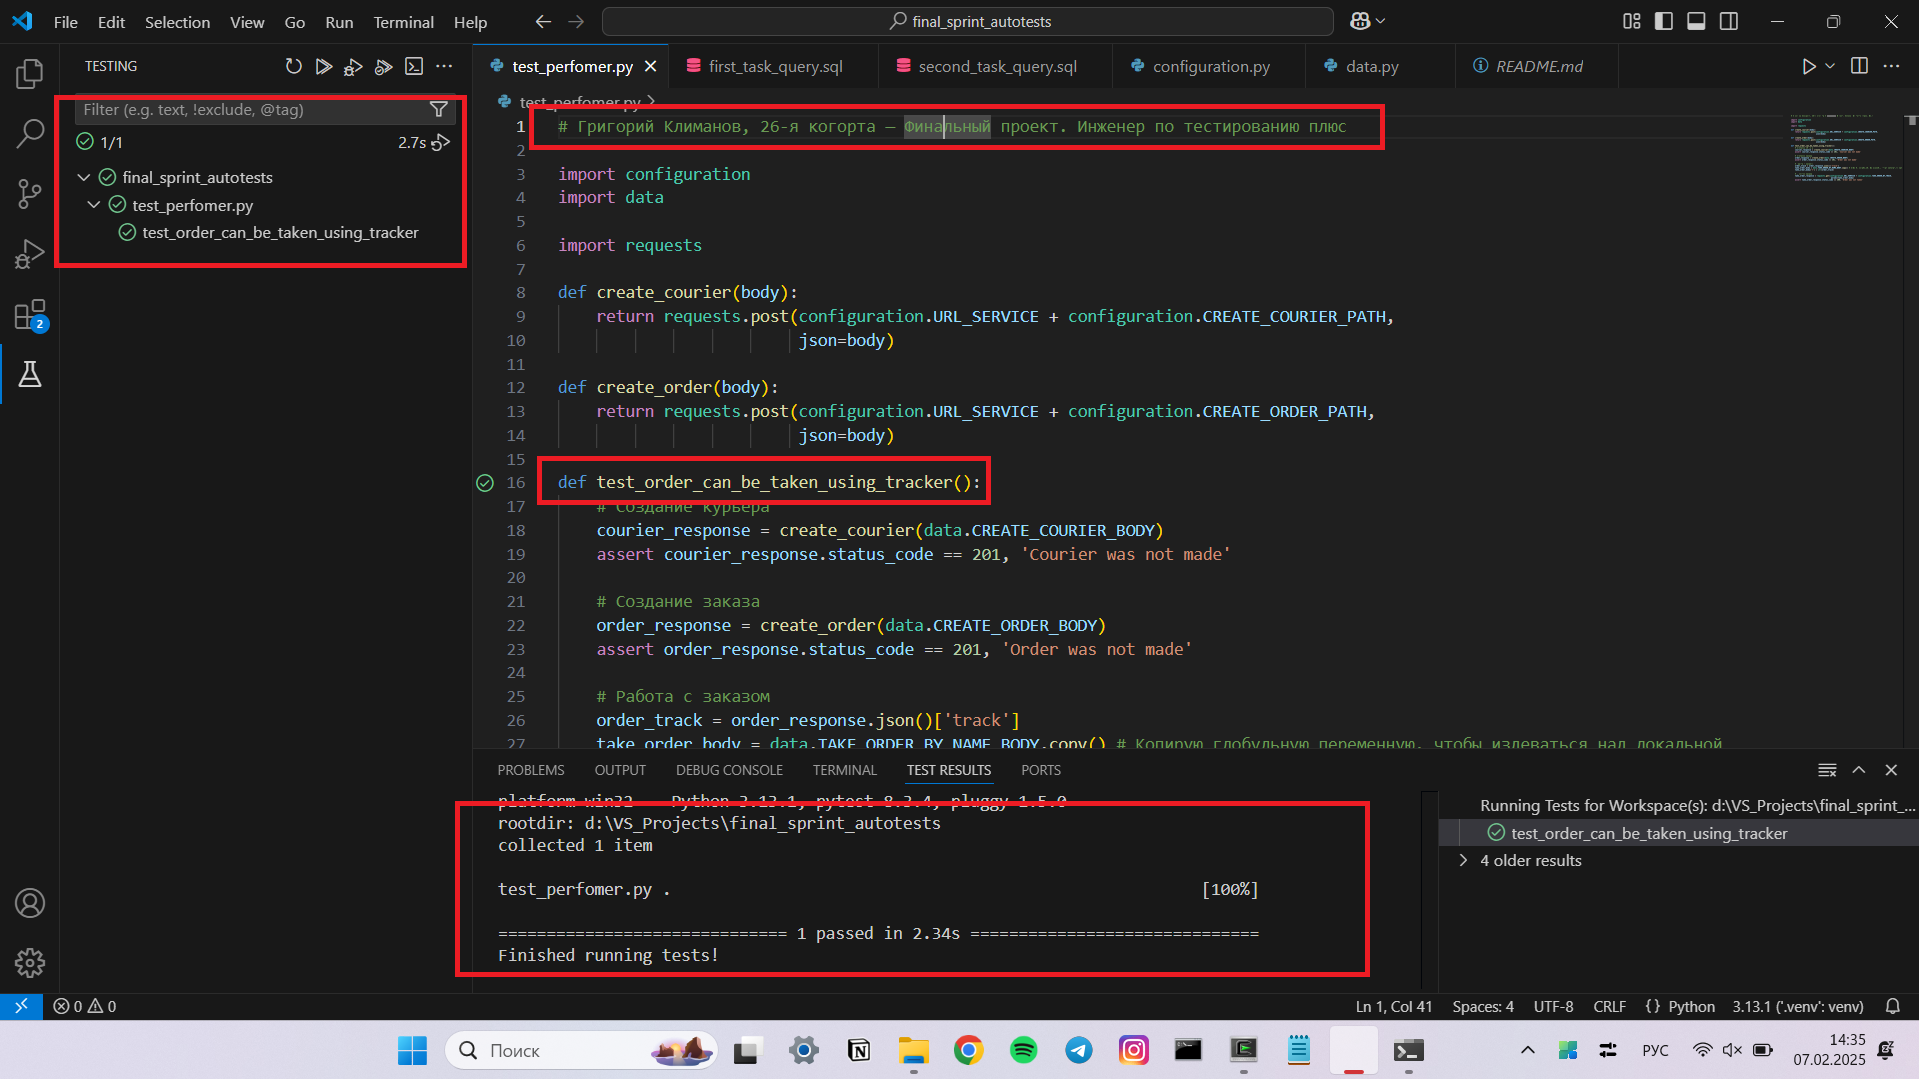 File Edit Selection View Go Run Terminal Help
final_sprint_autotests
TESTING
Filter (e.g. text, !exclude, @tag)
1/1
2.7s
final_sprint_autotests
test_perfomer.py
test_order_can_be_taken_using_tracker
2
test_perfomer.py
first_task_query.sql
second_task_query.sql
configuration.py
data.py
README.md
test_perfomer.py
1 # Григорий Климанов, 26-я когорта — Финальный проект. Инженер по тестированию плюс
2
3 import configuration
4 import data
5
6 import requests
7
8 def create_courier(body):
9 return requests.post(configuration.URL_SERVICE + configuration.CREATE_COURIER_PATH,
10 json=body)
11
12 def create_order(body):
13 return requests.post(configuration.URL_SERVICE + configuration.CREATE_ORDER_PATH,
14 json=body)
15
16 def test_order_can_be_taken_using_tracker():
17 # Создание курьера
18 courier_response = create_courier(data.CREATE_COURIER_BODY)
19 assert courier_response.status_code == 201, 'Courier was not made'
20
21 # Создание заказа
22 order_response = create_order(data.CREATE_ORDER_BODY)
23 assert order_response.status_code == 201, 'Order was not made'
24
25 # Работа с заказом
26 order_track = order_response.json()['track']
27 take_order_body = data.TAKE_ORDER_BY_NAME_BODY.copy() # Копирую глобульную переменную, чтобы издеваться над локальной
PROBLEMS OUTPUT DEBUG CONSOLE TERMINAL TEST RESULTS PORTS
platform win32 -- Python 3.13.1, pytest-8.3.4, pluggy-1.5.0
rootdir: d:\VS_Projects\final_sprint_autotests
collected 1 item
test_perfomer.py . [100%]
============================== 1 passed in 2.34s ==============================
Finished running tests!
Running Tests for Workspace(s): d:\VS_Projects\final_sprint_...
test_order_can_be_taken_using_tracker
4 older results
0 0
Ln 1, Col 41 Spaces: 4 UTF-8 CRLF {} Python 3.13.1 ('.venv': venv)
Поиск
РУС
14:35
07.02.2025